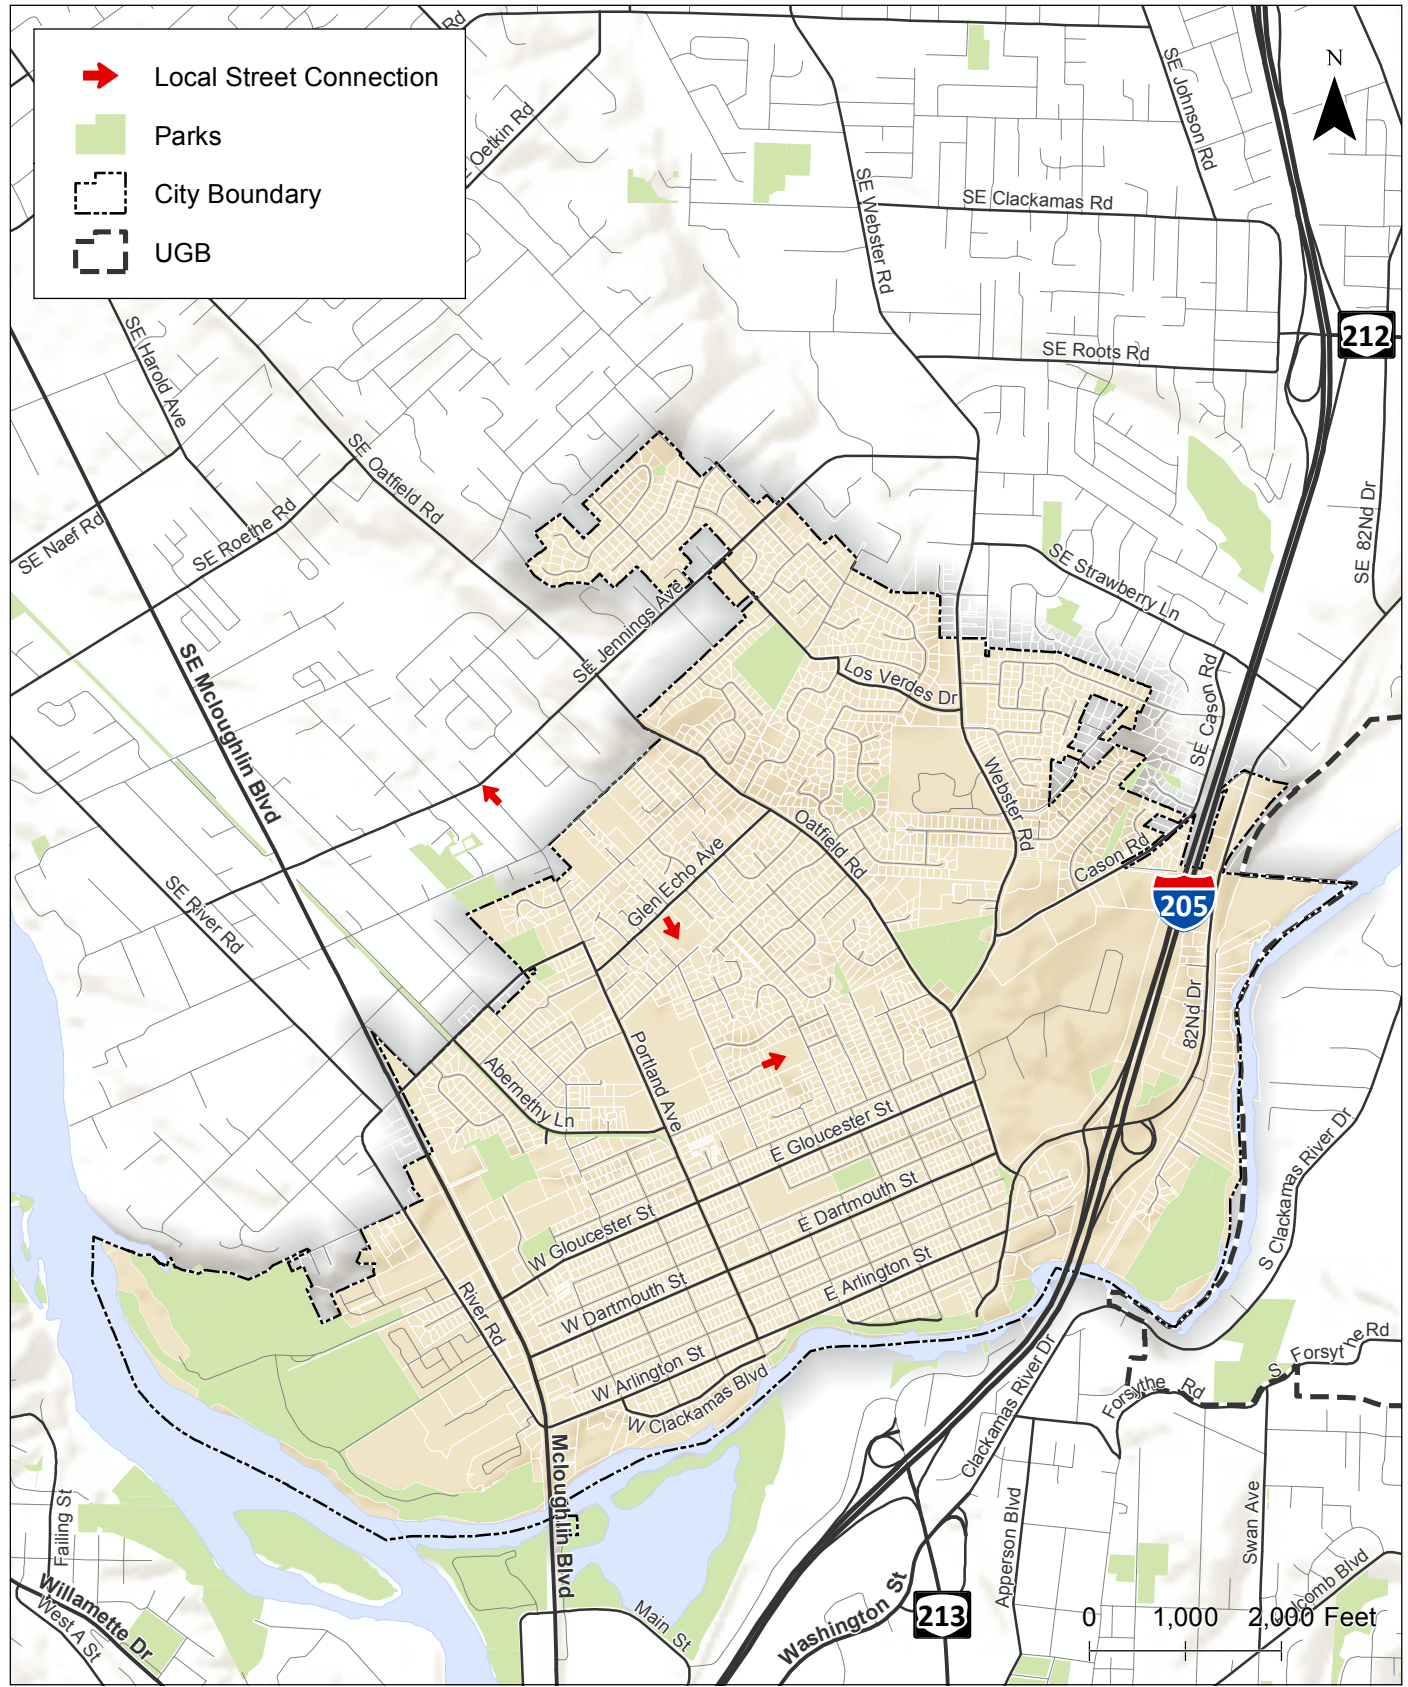 Rd
Local Street Connection
Parks
City Boundary
UGB
N
SE Johnson Rd
Oetkin Rd
SE Webster Rd
SE Clackamas Rd
SE Roots Rd
212
SE Harold Ave
SE Oatfield Rd
SE Naef Rd
SE Roethe Rd
SE 82Nd Dr
SE Strawberry Ln
SE Jennings Ave
SE Mcloughlin Blvd
Los Verdes Dr
SE Cason Rd
Webster Rd
Oatfield Rd
Glen Echo Ave
Cason Rd
205
SE River Rd
82Nd Dr
Portland Ave
Abernethy Ln
E Gloucester St
E Dartmouth St
W Gloucester St
E Arlington St
S Clackamas River Dr
River Rd
W Dartmouth St
W Arlington St
W Clackamas Blvd
Clackamas River Dr
Forsythe Rd
S Forsythe Rd
Mcloughlin Blvd
Failing St
Apperson Blvd
Swan Ave
Willamette Dr
West A St
Main St
Washington St
213
olcomb Blvd
0 1,000 2,000 Feet